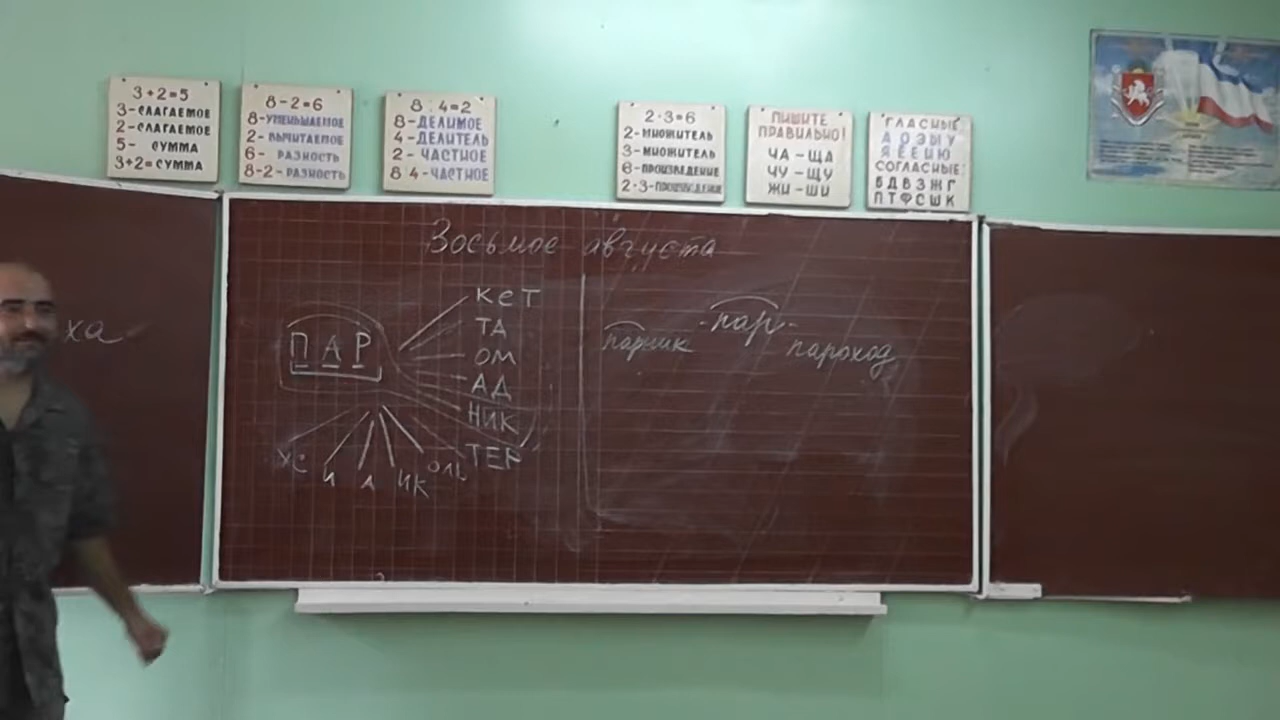 3+2=5
3-СЛАГАЕМОЕ
2-СЛАГАЕМОЕ
5- СУММА
3+2=СУММА
8-2=6
8-УМЕНЬШАЕМОЕ
2-ВЫЧИТАЕМОЕ
6- РАЗНОСТЬ
8-2-РАЗНОСТЬ
8:4=2
8-ДЕЛИМОЕ
4-ДЕЛИТЕЛЬ
2-ЧАСТНОЕ
8:4-ЧАСТНОЕ
2·3=6
2-МНОЖИТЕЛЬ
3-МНОЖИТЕЛЬ
6-ПРОИЗВЕДЕНИЕ
2·3-ПРОИЗВЕДЕНИЕ
ПИШИТЕ
ПРАВИЛЬНО!
ЧА-ЩА
ЧУ-ЩУ
ЖИ-ШИ
ГЛАСНЫЕ
А О Э Ы У
Я Ё Е И Ю
СОГЛАСНЫЕ
Б Д В З Ж Г
П Т Ф С Ш К
Восьмое августа
ха
ПАР
КЕТ
ТА
ОМ
АД
НИК
ТЕР
ОЛЬ
ИК
А
И
УС
парник
пар
пароход